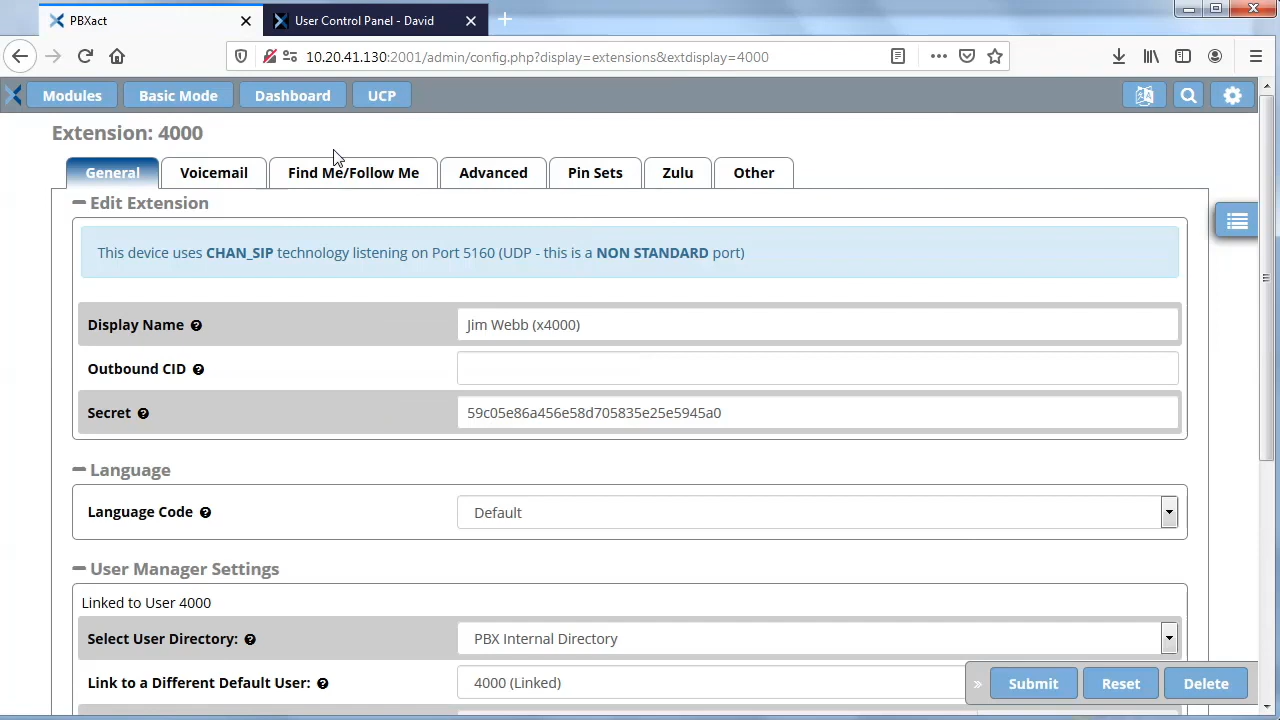 PBXact
User Control Panel - David
10.20.41.130:2001/admin/config.php?display=extensions&extdisplay=4000
Modules
Basic Mode
Dashboard
UCP
Extension: 4000
General
Voicemail
Find Me/Follow Me
Advanced
Pin Sets
Zulu
Other
Edit Extension
This device uses CHAN_SIP technology listening on Port 5160 (UDP - this is a NON STANDARD port)
Display Name
Jim Webb (x4000)
Outbound CID
Secret
59c05e86a456e58d705835e25e5945a0
Language
Language Code
Default
User Manager Settings
Linked to User 4000
Select User Directory:
PBX Internal Directory
Link to a Different Default User:
4000 (Linked)
» Submit Reset Delete